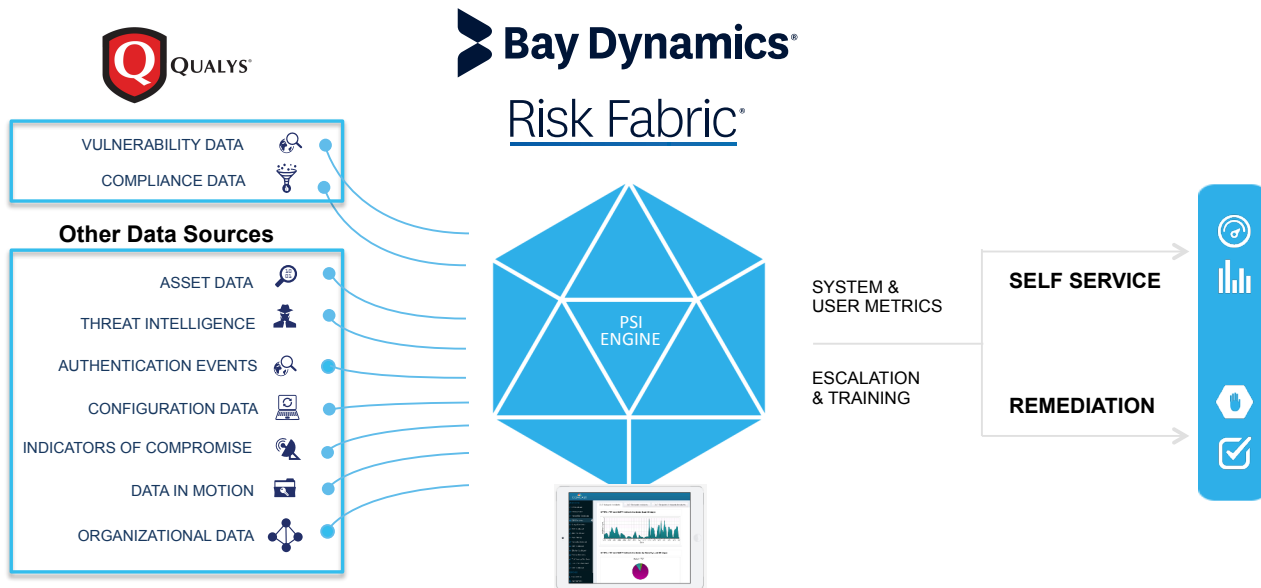 QUALYS®
Bay Dynamics®
Risk Fabric®
VULNERABILITY DATA
COMPLIANCE DATA
Other Data Sources
ASSET DATA
THREAT INTELLIGENCE
AUTHENTICATION EVENTS
CONFIGURATION DATA
INDICATORS OF COMPROMISE
DATA IN MOTION
ORGANIZATIONAL DATA
PSI
ENGINE
SYSTEM &
USER METRICS
ESCALATION
& TRAINING
SELF SERVICE
REMEDIATION